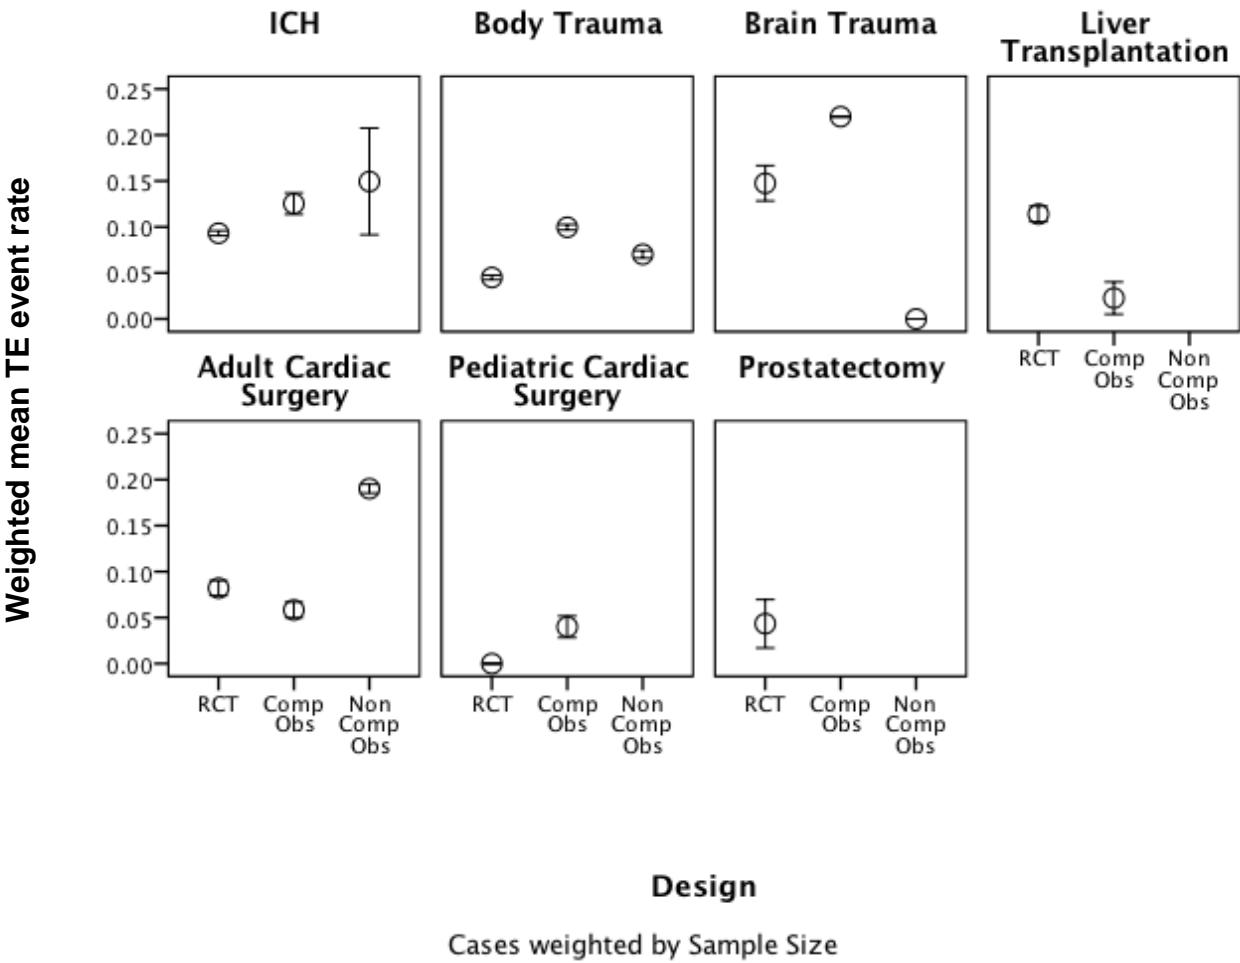 ICH
Body Trauma
Brain Trauma
Liver
Transplantation
Weighted mean TE event rate
0.25
0.20
0.15
0.10
0.05
0.00
RCT
Comp
Obs
Non
Comp
Obs
Adult Cardiac
Surgery
Pediatric Cardiac
Surgery
Prostatectomy
0.25
0.20
0.15
0.10
0.05
0.00
RCT
Comp
Obs
Non
Comp
Obs
RCT
Comp
Obs
Non
Comp
Obs
RCT
Comp
Obs
Non
Comp
Obs
Design
Cases weighted by Sample Size